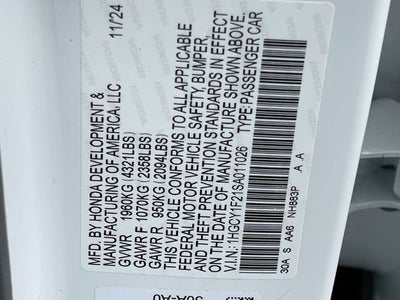 MFD. BY HONDA DEVELOPMENT & 11/24
MANUFACTURING OF AMERICA, LLC
GVWR 1960KG (4321LBS)
GAWR F 1070KG (2358LBS)
GAWR R 950KG (2094LBS)
THIS VEHICLE CONFORMS TO ALL APPLICABLE
FEDERAL MOTOR VEHICLE SAFETY, BUMPER,
AND THEFT PREVENTION STANDARDS IN EFFECT
ON THE DATE OF MANUFACTURE SHOWN ABOVE.
V.I.N.: 1HGCY1F21SA011026 TYPE:PASSENGER CAR
30A S AA6 NH883P A A
30A-A0